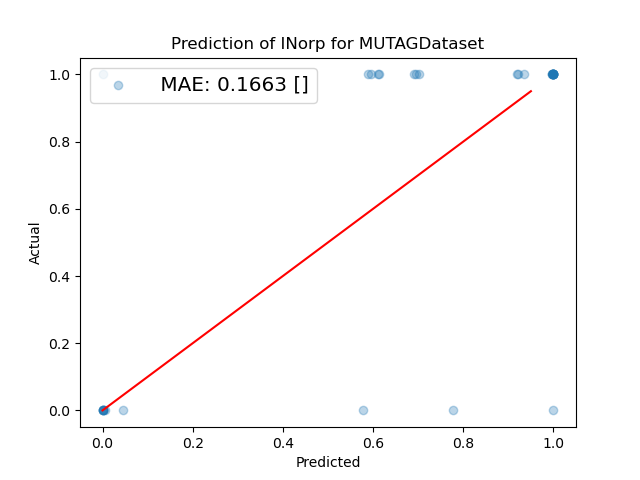 Prediction of INorp for MUTAGDataset
MAE: 0.1663 []
1.0
0.8
0.6
0.4
0.2
0.0
Actual
0.0 0.2 0.4 0.6 0.8 1.0
Predicted